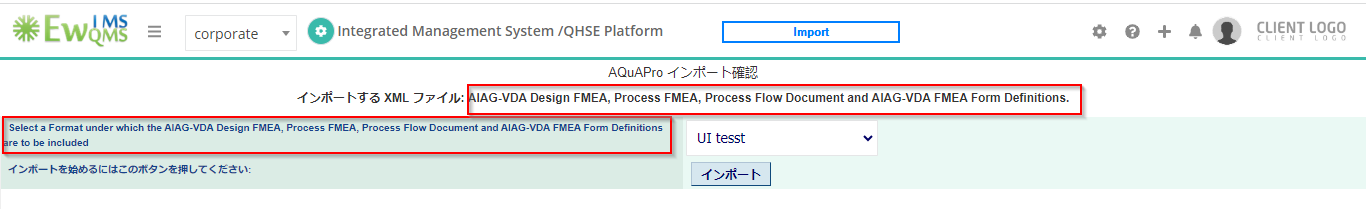 EwQMS IMS
corporate
Integrated Management System /QHSE Platform
Import
CLIENT LOGO
CLIENT LOGO
AQuAPro インポート確認
インポートする XML ファイル: AIAG-VDA Design FMEA, Process FMEA, Process Flow Document and AIAG-VDA FMEA Form Definitions.
Select a Format under which the AIAG-VDA Design FMEA, Process FMEA, Process Flow Document and AIAG-VDA FMEA Form Definitions
are to be included
UI tesst
インポートを始めるにはこのボタンを押してください:
インポート